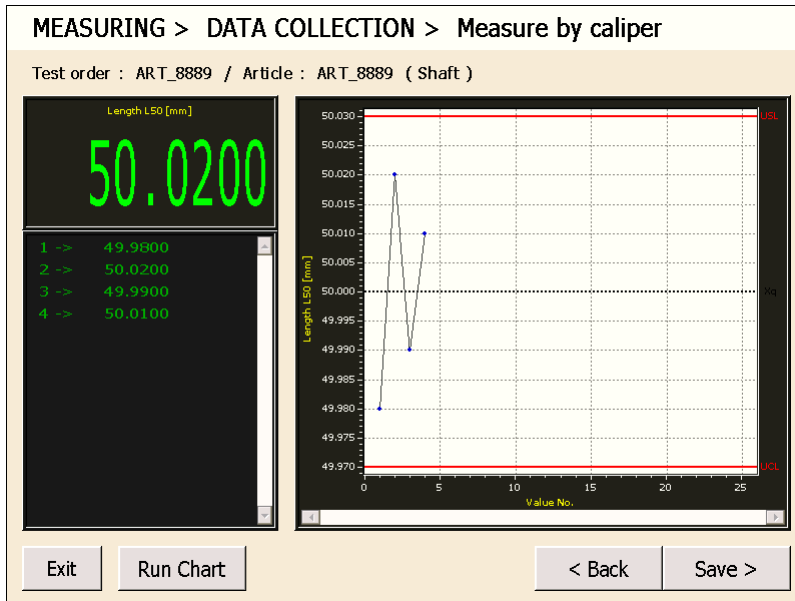 MEASURING > DATA COLLECTION > Measure by caliper
Test order : ART_8889 / Article : ART_8889 ( Shaft )
Length L50 [mm]
50.0200
1 -> 49.9800
2 -> 50.0200
3 -> 49.9900
4 -> 50.0100
Length L50 [mm]
50.030
50.025
50.020
50.015
50.010
50.005
50.000
49.995
49.990
49.985
49.980
49.975
49.970
USL
Xq
UCL
0 5 10 15 20 25
Value No.
Exit
Run Chart
< Back
Save >